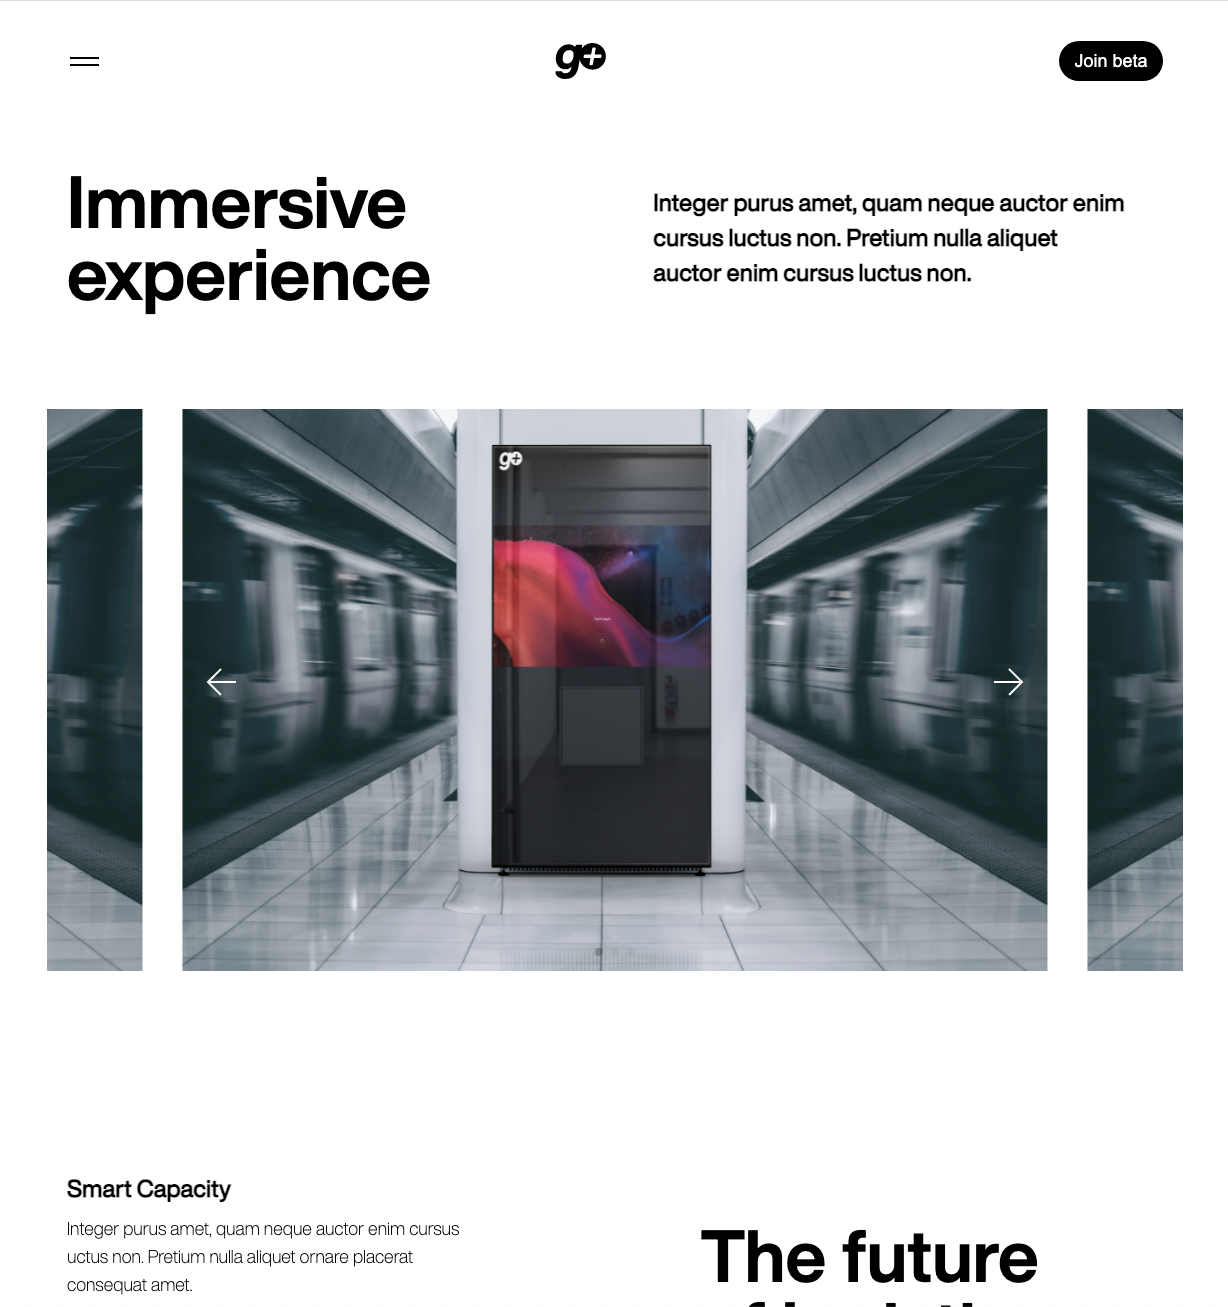 g+
Join beta
Immersive
experience
Integer purus amet, quam neque auctor enim
cursus luctus non. Pretium nulla aliquet
auctor enim cursus luctus non.
g+
Smart Capacity
Integer purus amet, quam neque auctor enim cursus
uctus non. Pretium nulla aliquet ornare placerat
consequat amet.
The future